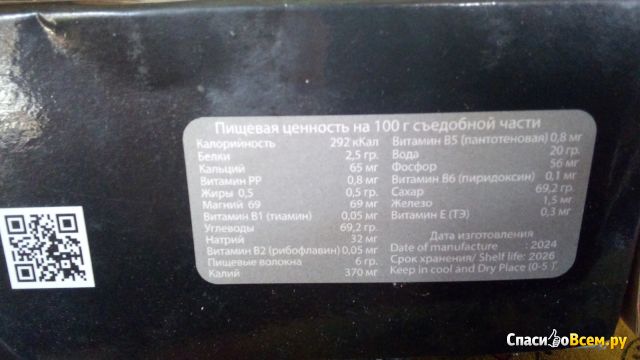 Пищевая ценность на 100 г съедобной части
Калорийность 292 кКал
Белки 2,5 гр.
Кальций 65 мг
Витамин РР 0,8 мг
Жиры 0,5 0,5 гр.
Магний 69 69 мг
Витамин В1 (тиамин) 0,05 мг
Углеводы 69,2 гр.
Натрий 32 мг
Витамин В2 (рибофлавин) 0,05 мг
Пищевые волокна 6 гр.
Калий 370 мг
Витамин В5 (пантотеновая) 0,8 мг
Вода 20 гр.
Фосфор 56 мг
Витамин В6 (пиридоксин) 0,1 мг
Сахар 69,2 гр.
Железо 1,5 мг
Витамин Е (ТЭ) 0,3 мг
Дата изготовления
Date of manufacture : 2024
Срок хранения/ Shelf life: 2026
Keep in cool and Dry Place (0-5 )°.
СпасибоВсем.ру